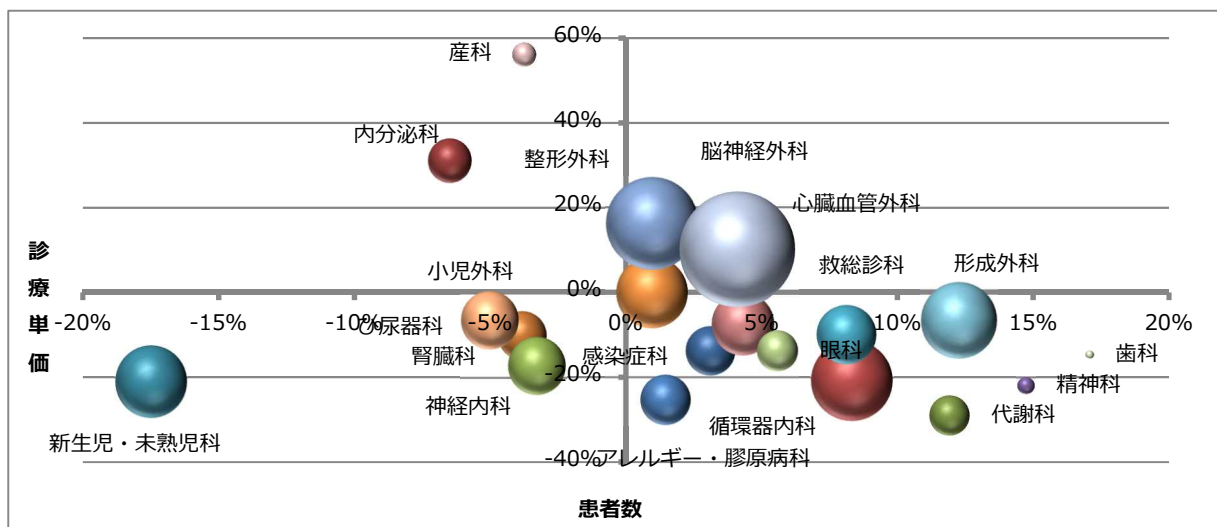 60%
産科
40%
内分泌科
整形外科
脳神経外科
20%
心臓血管外科
診療単価
小児外科
0%
救総診科
形成外科
-20%
-15%
-10%
-5%
0%
5%
10%
15%
20%
ひ尿器科
腎臓科
感染症科
眼科
歯科
-20%
精神科
神経内科
代謝科
循環器内科
新生児・未熟児科
アレルギー・膠原病科
-40%
患者数